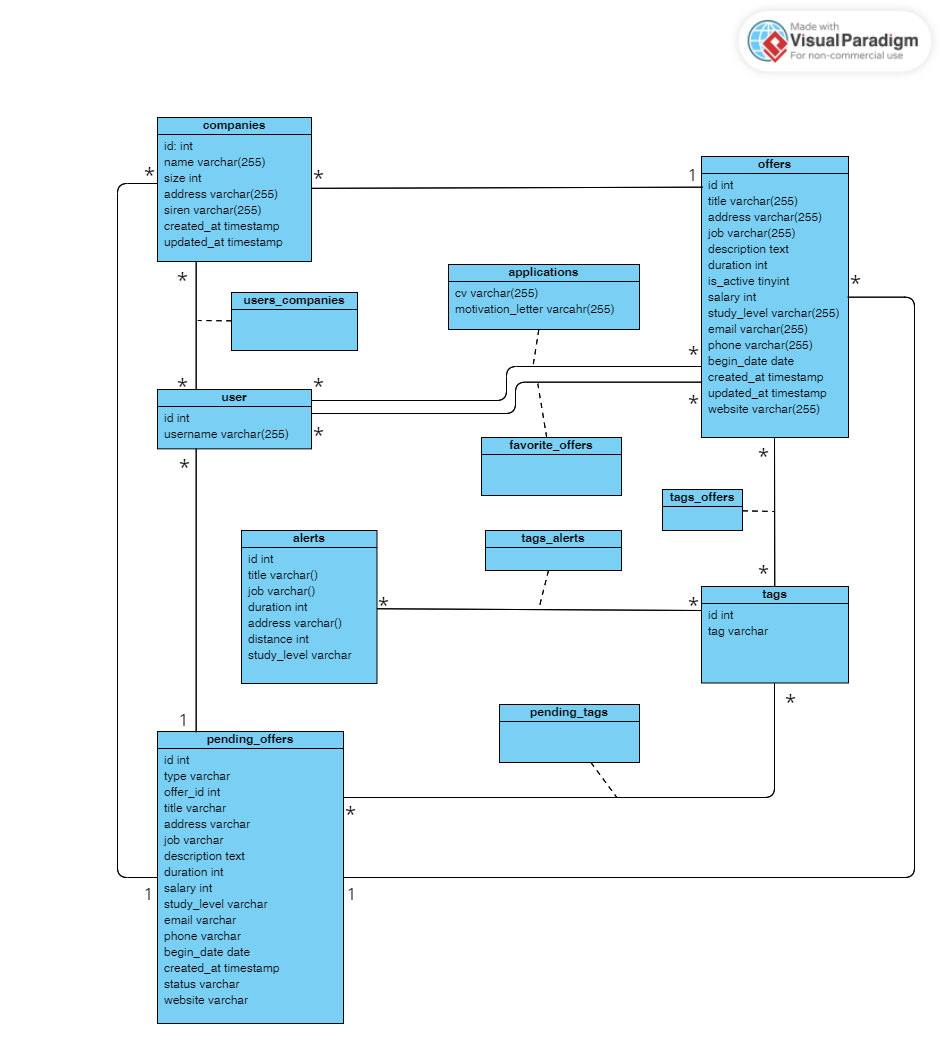 Made with
Visual Paradigm
For non-commercial use
companies
id: int
name varchar(255)
size int
address varchar(255)
siren varchar(255)
created_at timestamp
updated_at timestamp
*
*
1
offers
id int
title varchar(255)
address varchar(255)
job varchar(255)
description text
duration int
is_active tinyint
salary int
study_level varchar(255)
email varchar(255)
phone varchar(255)
begin_date date
created_at timestamp
updated_at timestamp
website varchar(255)
*
*
users_companies
applications
cv varchar(255)
motivation_letter varcahr(255)
*
*
*
*
*
user
id int
username varchar(255)
*
favorite_offers
*
tags_offers
*
alerts
id int
title varchar()
job varchar()
duration int
address varchar()
distance int
study_level varchar
tags_alerts
*
*
tags
id int
tag varchar
*
pending_tags
1
pending_offers
id int
type varchar
offer_id int
title varchar
address varchar
job varchar
description text
duration int
salary int
study_level varchar
email varchar
phone varchar
begin_date date
created_at timestamp
status varchar
website varchar
*
1
1